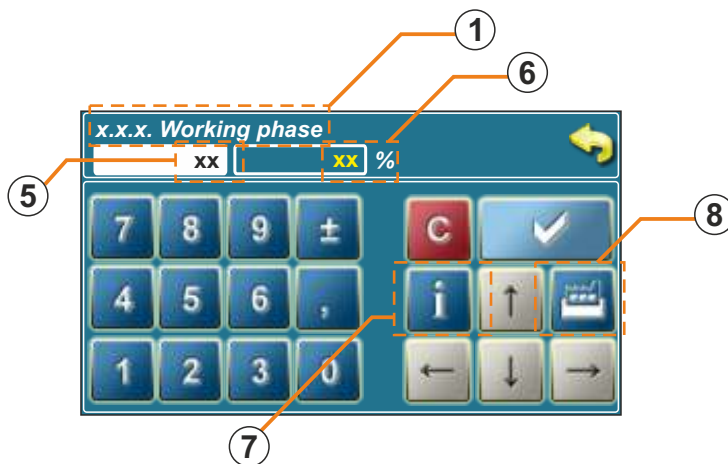 1
6
x.x.x. Working phase
xx xx %
5
8
7 8 9 ± C
4 5 6 , i ↑
1 2 3 0 ← ↓ →
7